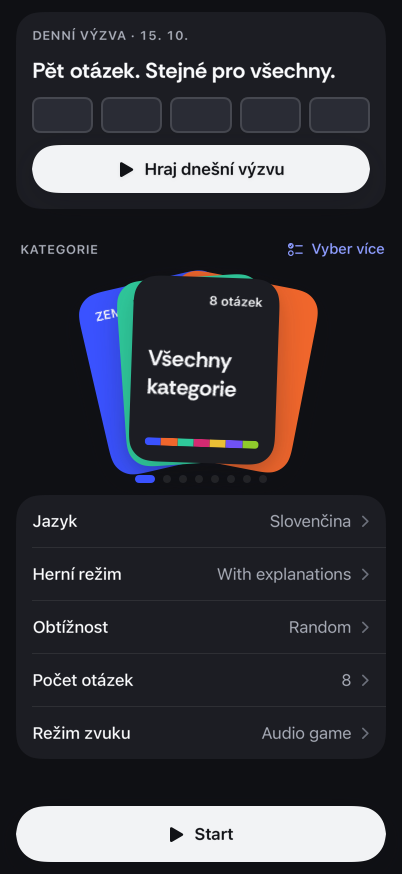 DENNÍ VÝZVA · 15. 10.
Pět otázek. Stejné pro všechny.
Hraj dnešní výzvu
KATEGORIE
Vyber více
8 otázek
Všechny
kategorie
Jazyk
Slovenčina
Herní režim
With explanations
Obtížnost
Random
Počet otázek
8
Režim zvuku
Audio game
Start